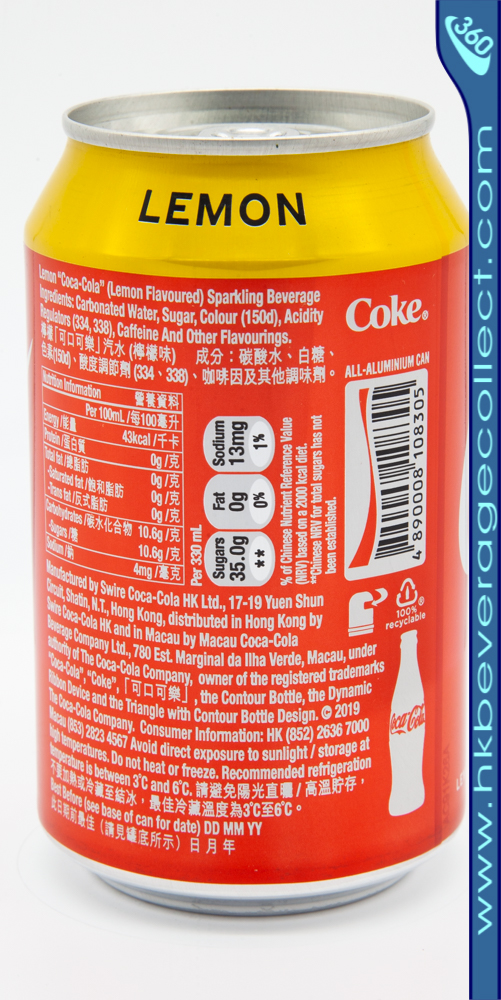 360
www.hkbeveragecollect.com
LEMON
Lemon "Coca-Cola" (Lemon Flavoured) Sparkling Beverage
Ingredients: Carbonated Water, Sugar, Colour (150d), Acidity
Regulators (334, 338), Caffeine And Other Flavourings.
檸檬「可口可樂」汽水 (檸檬味) 成分：碳酸水、白糖、
色素(150d)、酸度調節劑 (334、338)、咖啡因及其他調味劑。
Coke®
ALL-ALUMINIUM CAN
Nutrition Information 營養資料
Per 100mL /每100毫升
Energy /能量 43kcal /千卡
Protein /蛋白質 0g /克
Total fat /總脂肪 0g /克
-Saturated fat /飽和脂肪 0g /克
-Trans fat /反式脂肪 0g /克
Carbohydrates /碳水化合物 10.6g /克
-Sugars /糖 10.6g /克
Sodium /鈉 4mg /毫克
Per 330 mL
Sugars 35.0g **
Fat 0g 0%
Sodium 13mg 1%
% of Chinese Nutrient Reference Value
(NRV) based on a 2000 kcal diet.
**Chinese NRV for total sugars has not
been established.
4 890008 108305
100%®
recyclable
Manufactured by Swire Coca-Cola HK Ltd., 17-19 Yuen Shun
Circuit, Shatin, N.T., Hong Kong, distributed in Hong Kong by
Swire Coca-Cola HK and in Macau by Macau Coca-Cola
Beverage Company Ltd., 780 Est. Marginal da Ilha Verde, Macau, under
authority of The Coca-Cola Company, owner of the registered trademarks
"Coca-Cola", "Coke", 「可口可樂」, the Contour Bottle, the Dynamic
Ribbon Device and the Triangle with Contour Bottle Design. © 2019
The Coca-Cola Company. Consumer Information: HK (852) 2636 7000
Macau (853) 2823 4567 Avoid direct exposure to sunlight / storage at
high temperatures. Do not heat or freeze. Recommended refrigeration
temperature is between 3°C and 6°C. 請避免陽光直曬 / 高溫貯存，
不要加熱或冷藏至結冰，最佳冷藏溫度為3℃至6℃。
Best Before (see base of can for date) DD MM YY
此日期前最佳（請見罐底所示）日 月 年
Coca-Cola